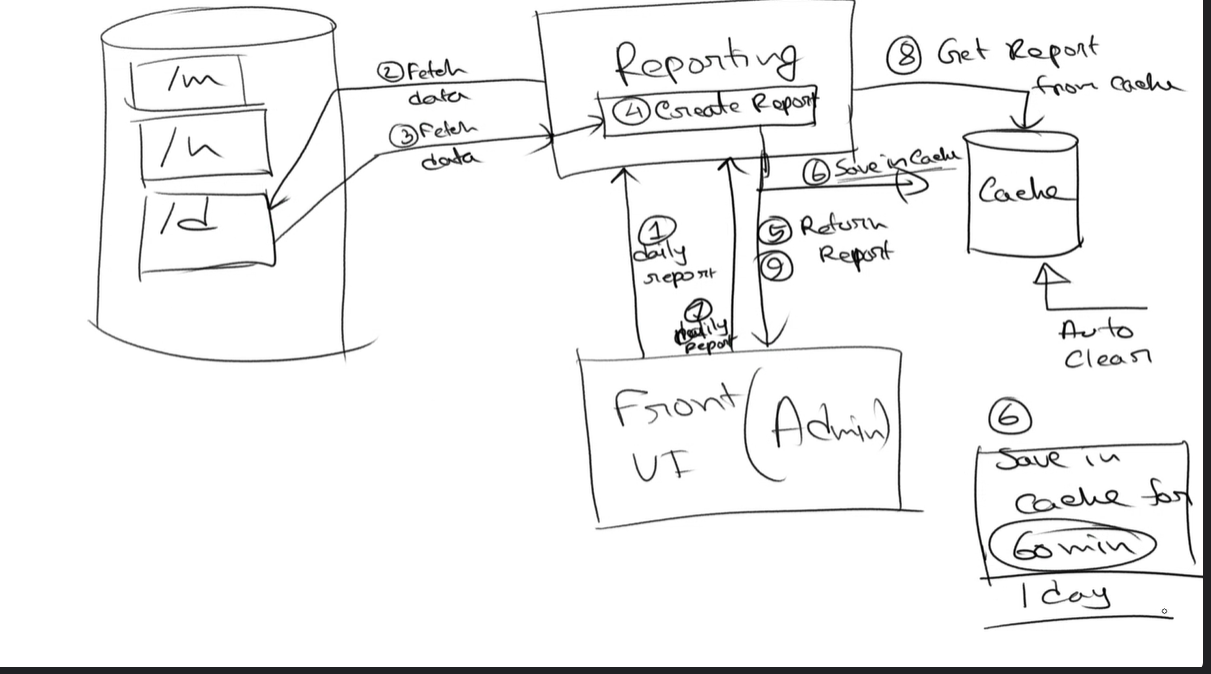 /m
/h
/d
② Fetch
data
③ Fetch
data
Reporting
④ Create Report
⑧ Get Report
from cache
⑥ Save in Cache
Cache
① 
daily
report
⑦
daily
Report
⑤ Return
Report
⑨
Auto
Clear
Front
UI
(Admin)
⑥
Save in
cache for
60 min
1 day